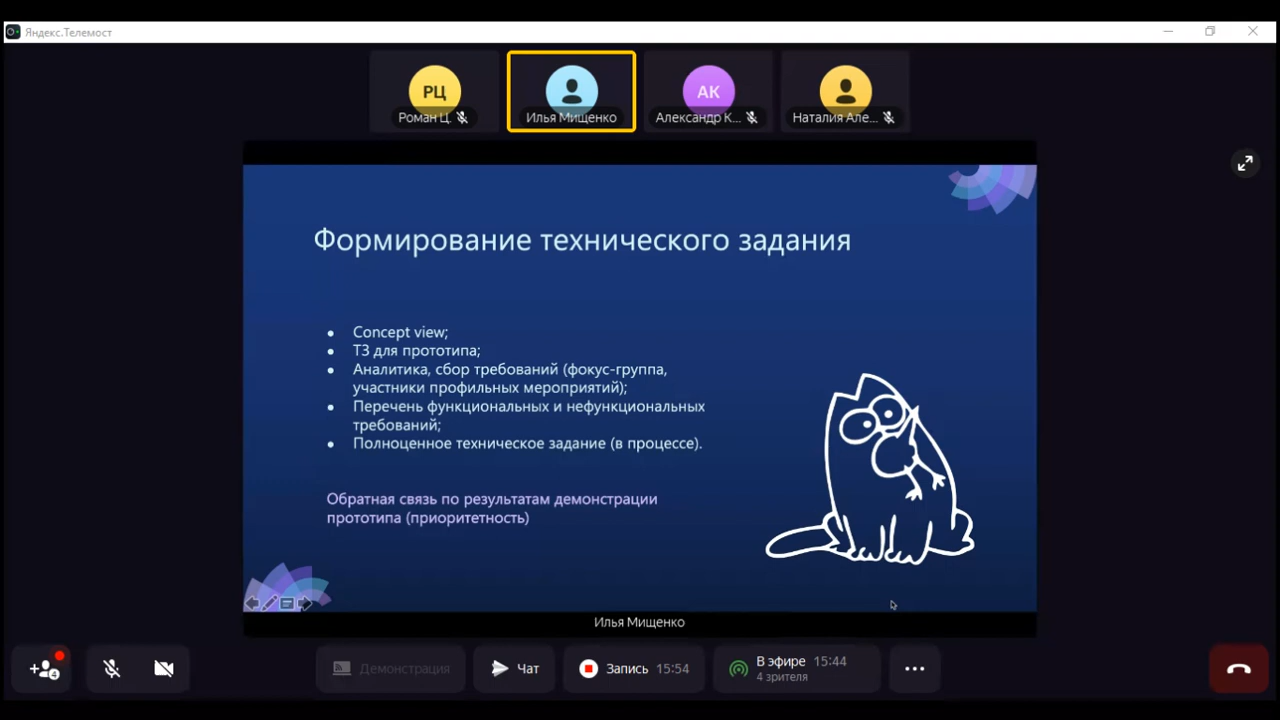 Яндекс.Телемост
РЦ
АК
Роман Ц.
Илья Мищенко
Александр К...
Наталия Але...
Формирование технического задания
Concept view;
ТЗ для прототипа;
Аналитика, сбор требований (фокус-группа,
участники профильных мероприятий);
Перечень функциональных и нефункциональных
требований;
Полноценное техническое задание (в процессе).
Обратная связь по результатам демонстрации
прототипа (приоритетность)
Илья Мищенко
4
Демонстрация
Чат
Запись 15:54
В эфире 15:44
4 зрителя